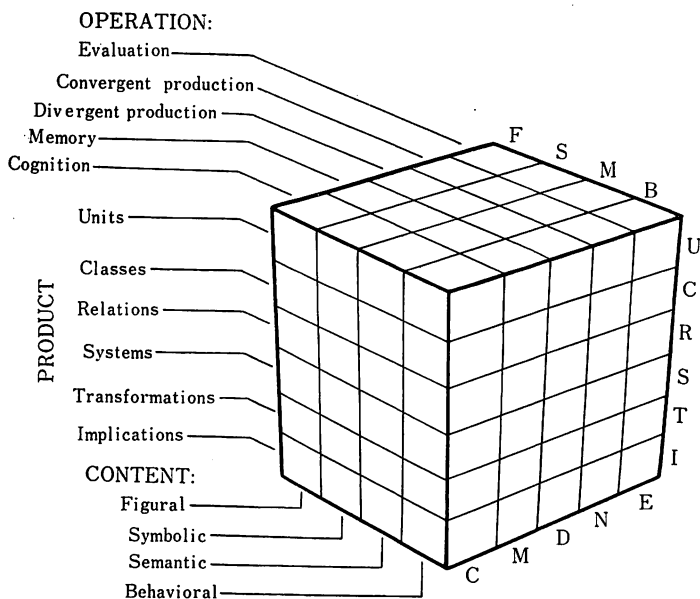 OPERATION:
Evaluation
Convergent production
Divergent production
Memory
Cognition
F
S
M
B
Units
Classes
Relations
Systems
Transformations
Implications
PRODUCT
U
C
R
S
T
I
CONTENT:
Figural
Symbolic
Semantic
Behavioral
C
M
D
N
E